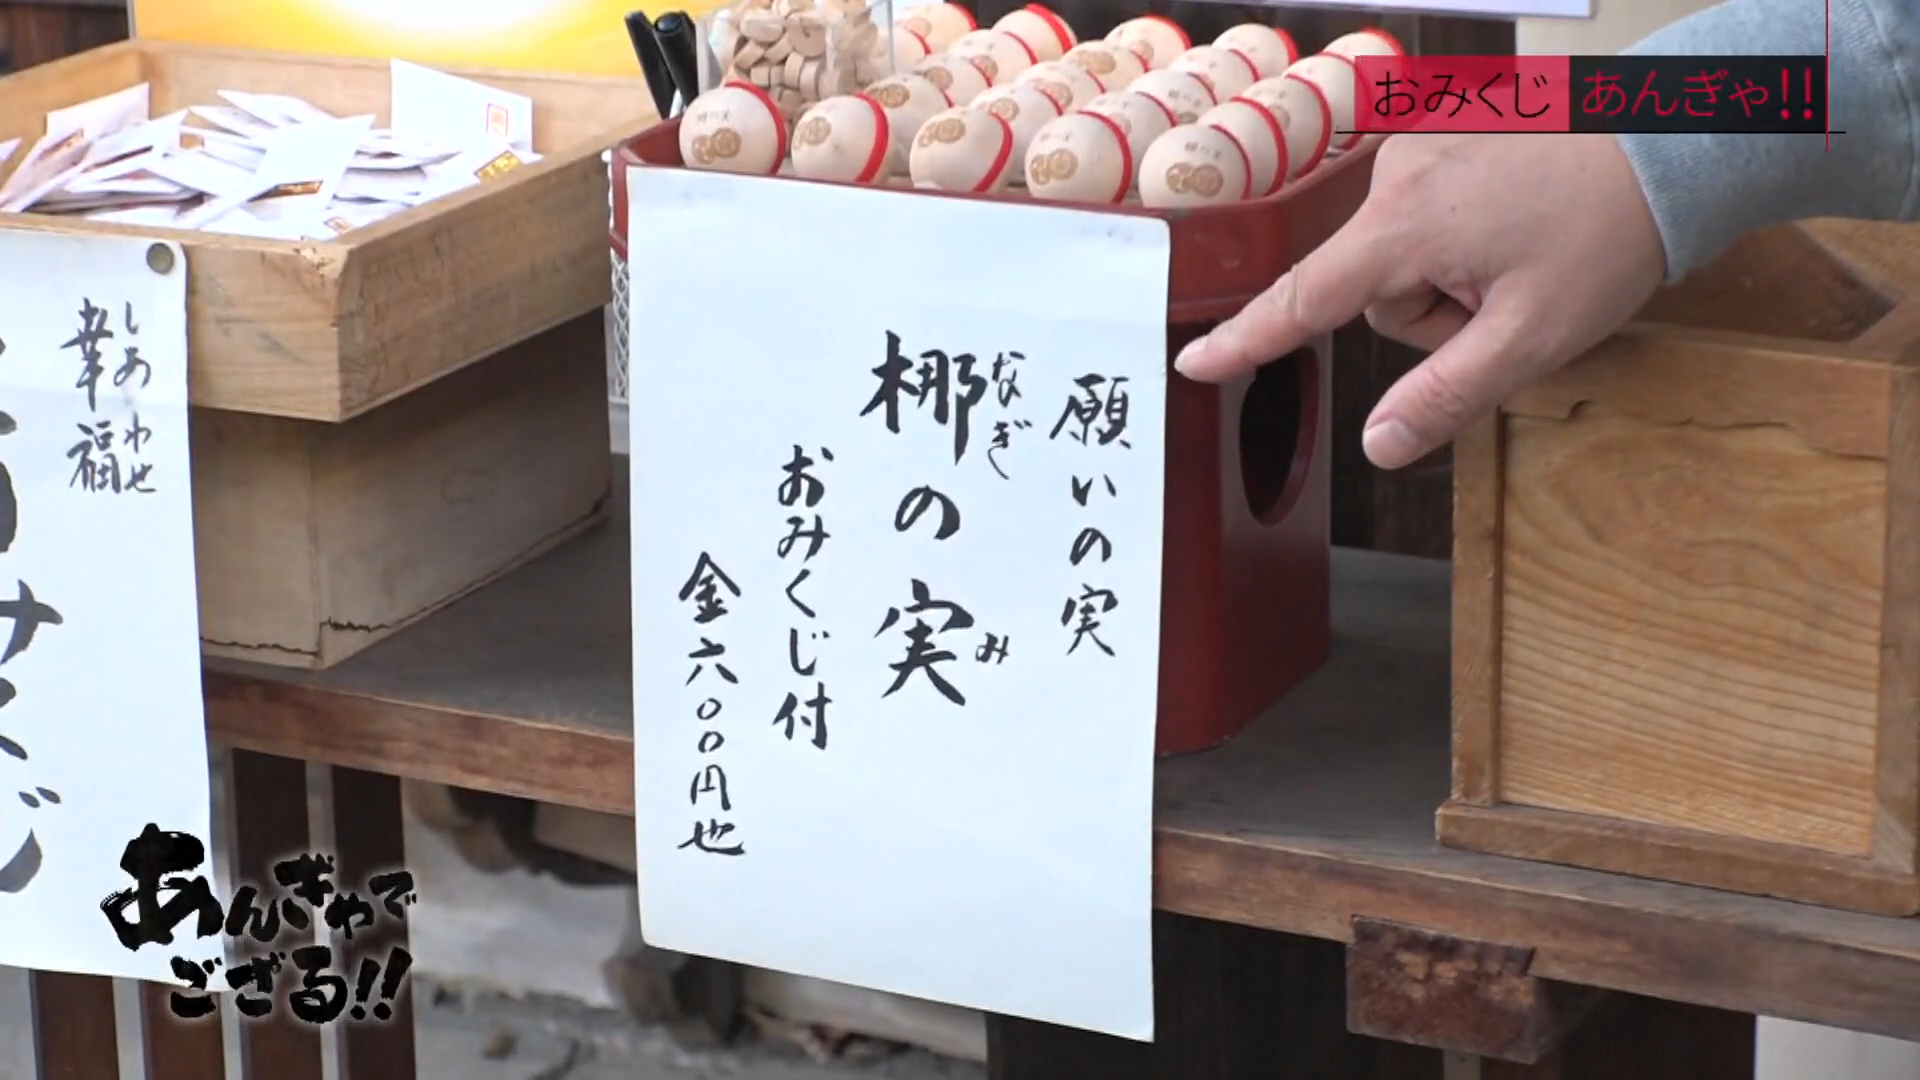 おみくじ あんぎゃ!!
願いの実
梛の実
なぎ
み
おみくじ付
金六〇〇円也
しあわせ
幸福
あんぎゃで
ござる!!